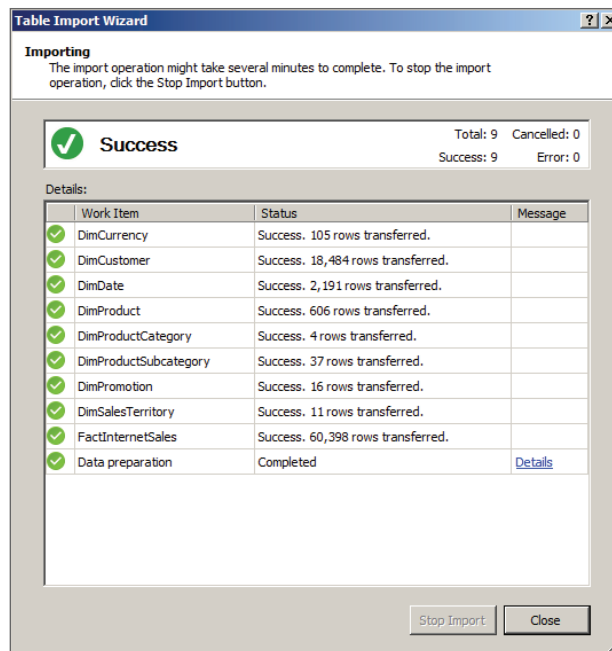 Table Import Wizard
Importing
The import operation might take several minutes to complete. To stop the import
operation, click the Stop Import button.
Success
Total: 9 Cancelled: 0
Success: 9 Error: 0
Details:
Work Item Status Message
DimCurrency Success. 105 rows transferred.
DimCustomer Success. 18,484 rows transferred.
DimDate Success. 2,191 rows transferred.
DimProduct Success. 606 rows transferred.
DimProductCategory Success. 4 rows transferred.
DimProductSubcategory Success. 37 rows transferred.
DimPromotion Success. 16 rows transferred.
DimSalesTerritory Success. 11 rows transferred.
FactInternetSales Success. 60,398 rows transferred.
Data preparation Completed Details
Stop Import Close